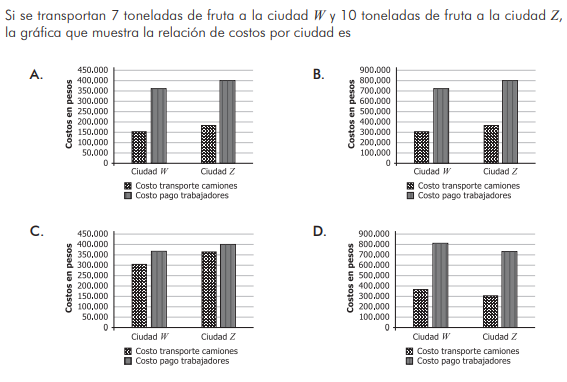 Si se transportan 7 toneladas de fruta a la ciudad W y 10 toneladas de fruta a la ciudad Z,
la gráfica que muestra la relación de costos por ciudad es
A.
Costos en pesos
450.000
400.000
350.000
300.000
250.000
200.000
150.000
100.000
50.000
0
Ciudad W
Ciudad Z
Costo transporte camiones
Costo pago trabajadores
B.
Costos en pesos
900.000
800.000
700.000
600.000
500.000
400.000
300.000
200.000
100.000
0
Ciudad W
Ciudad Z
Costo transporte camiones
Costo pago trabajadores
C.
Costos en pesos
450.000
400.000
350.000
300.000
250.000
200.000
150.000
100.000
50.000
0
Ciudad W
Ciudad Z
Costo transporte camiones
Costo pago trabajadores
D.
Costos en pesos
900.000
800.000
700.000
600.000
500.000
400.000
300.000
200.000
100.000
0
Ciudad W
Ciudad Z
Costo transporte camiones
Costo pago trabajadores